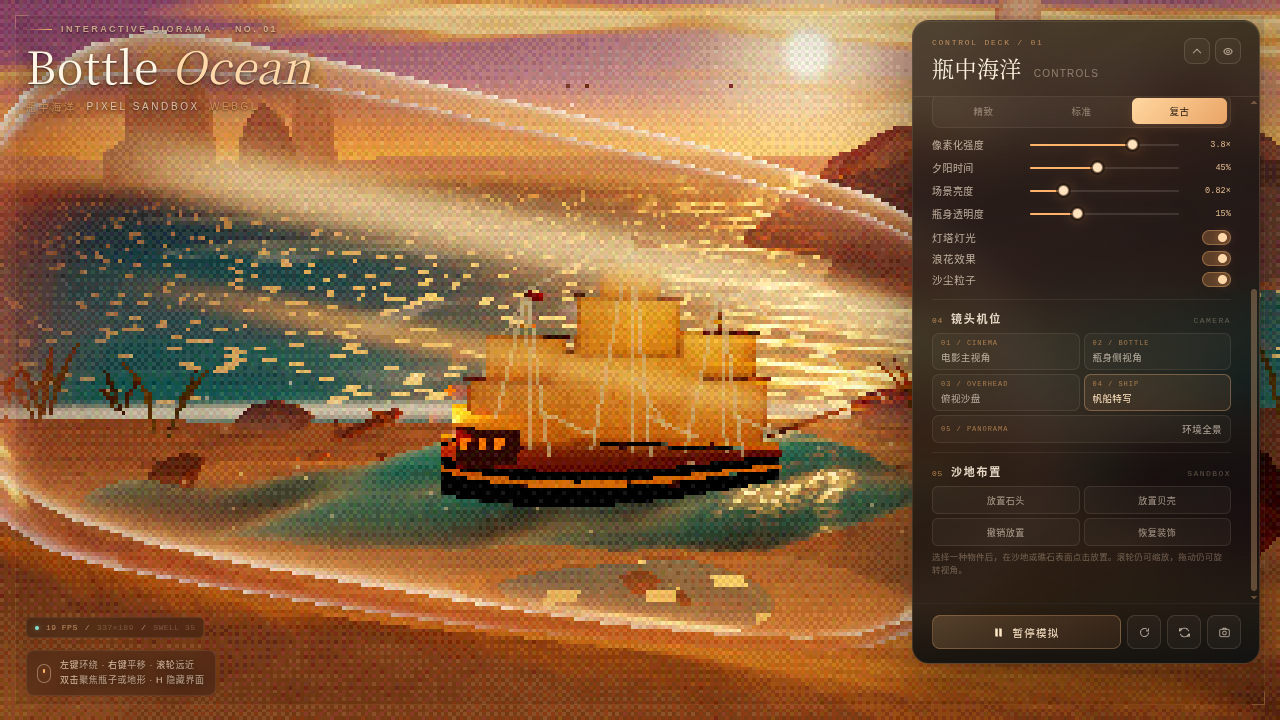 INTERACTIVE DIORAMA NO. 01
Bottle Ocean
瓶中海洋 PIXEL SANDBOX WEBGL
CONTROL DECK / 01
瓶中海洋 CONTROLS
精致 标准 复古
像素化强度 3.8×
夕阳时间 45%
场景亮度 0.82×
瓶身透明度 15%
灯塔灯光
浪花效果
沙尘粒子
04 镜头机位 CAMERA
01 / CINEMA
电影主视角
02 / BOTTLE
瓶身侧视角
03 / OVERHEAD
俯视沙盘
04 / SHIP
帆船特写
05 / PANORAMA 环境全景
05 沙地布置 SANDBOX
放置石头 放置贝壳
撤销放置 恢复装饰
选择一种物件后，在沙地或礁石表面点击放置。滚轮仍可缩放，拖动仍可旋
转视角。
暂停模拟
19 FPS / 337×189 / SWELL 35
左键环绕 · 右键平移 · 滚轮远近
双击聚焦瓶子或地形 · H 隐藏界面